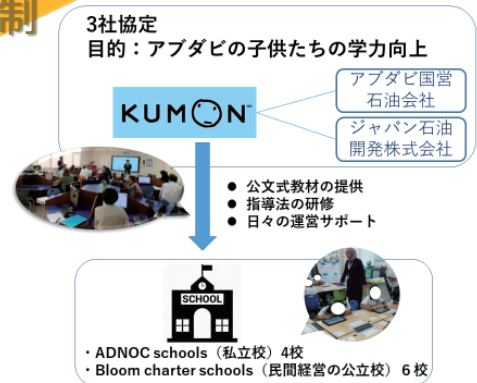 制
3社協定
目的：アブダビの子供たちの学力向上
KUMON
アブダビ国営
石油会社
ジャパン石油
開発株式会社
● 公文式教材の提供
● 指導法の研修
● 日々の運営サポート
SCHOOL
・ADNOC schools（私立校）4校
・Bloom charter schools（民間経営の公立校）６校